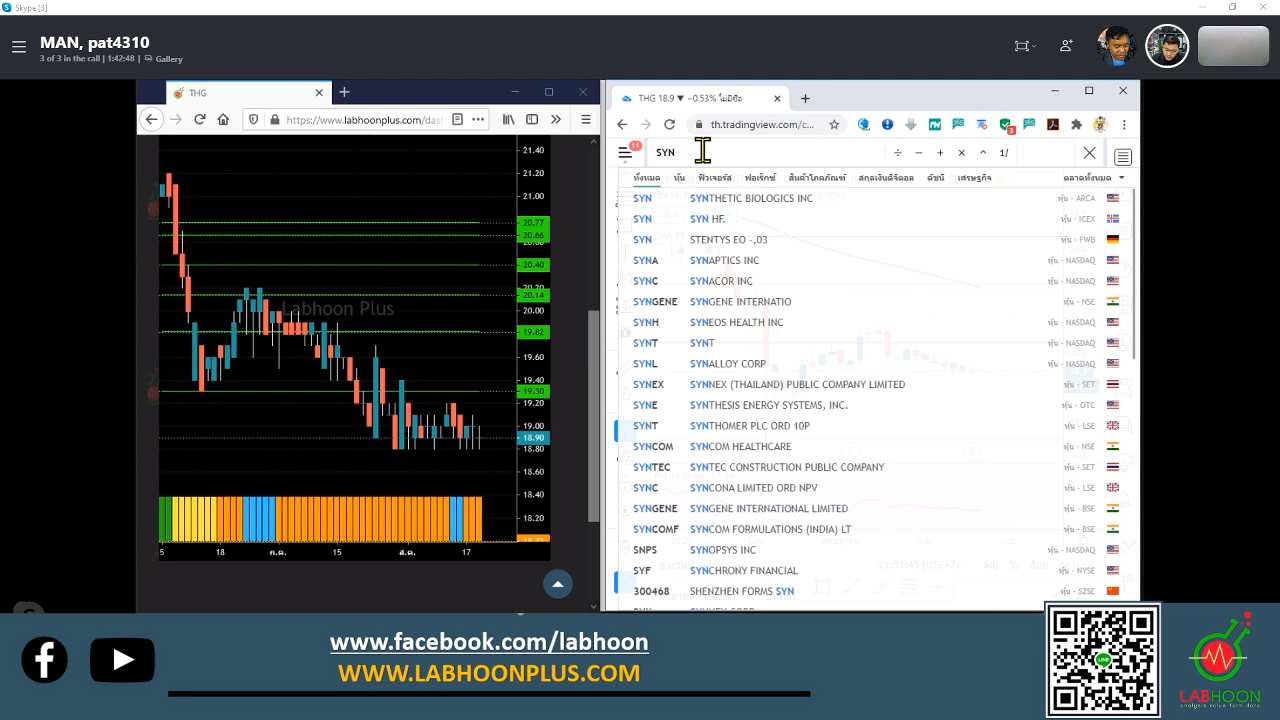 Skype [3]
MAN, pat4310
3 of 3 in the call | 1:42:48 | Gallery
THG
https://www.labhoonplus.com/das
21.40
21.20
21.00
20.77
20.66
20.40
20.20
20.14
20.00
19.82
19.60
19.40
19.30
19.20
19.00
18.90
18.80
18.60
18.40
18.20
Labhoon Plus
5 18 ก.ค. 15 ส.ค. 17
THG 18.9 ▼ −0.53% ไม่มีชื่อ
th.tradingview.com/c...
3
11
SYN
÷ − + × ^ 1/
ทั้งหมด หุ้น ฟิวเจอร์ส ฟอเร็กซ์ สินค้าโภคภัณฑ์ สกุลเงินดิจิตอล ดัชนี เศรษฐกิจ ตลาดทั้งหมด
SYN SYNTHETIC BIOLOGICS INC หุ้น - ARCA
SYN SYN HF. หุ้น - ICEX
SYN STENTYS EO -,03 หุ้น - FWB
SYNA SYNAPTICS INC หุ้น - NASDAQ
SYNC SYNACOR INC หุ้น - NASDAQ
SYNGENE SYNGENE INTERNATIO หุ้น - NSE
SYNH SYNEOS HEALTH INC หุ้น - NASDAQ
SYNT SYNT หุ้น - NASDAQ
SYNL SYNALLOY CORP หุ้น - NASDAQ
SYNEX SYNNEX (THAILAND) PUBLIC COMPANY LIMITED หุ้น - SET
SYNE SYNTHESIS ENERGY SYSTEMS, INC. หุ้น - OTC
SYNT SYNTHOMER PLC ORD 10P หุ้น - LSE
SYNCOM SYNCOM HEALTHCARE หุ้น - NSE
SYNTEC SYNTEC CONSTRUCTION PUBLIC COMPANY หุ้น - SET
SYNC SYNCONA LIMITED ORD NPV หุ้น - LSE
SYNGENE SYNGENE INTERNATIONAL LIMITED หุ้น - BSE
SYNCOMF SYNCOM FORMULATIONS (INDIA) LT หุ้น - BSE
SNPS SYNOPSYS INC หุ้น - NASDAQ
SYF SYNCHRONY FINANCIAL หุ้น - NYSE
21:51:45 (UTC+7)
300468 SHENZHEN FORMS SYN หุ้น - SZSE
www.facebook.com/labhoon
WWW.LABHOONPLUS.COM
LINE
LABHOON
analysis value form data